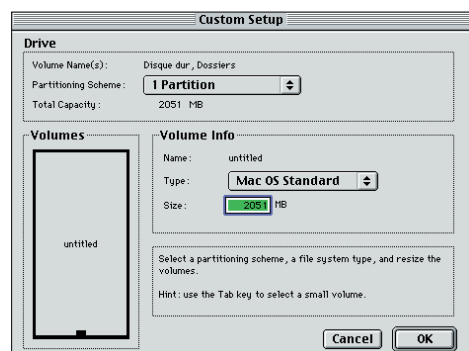 Custom Setup
Drive
Volume Name(s): Disque dur, Dossiers
Partitioning Scheme: 1 Partition
Total Capacity: 2051 MB
Volumes
untitled
Volume Info
Name: untitled
Type: Mac OS Standard
Size: 2051 MB
Select a partitioning scheme, a file system type, and resize the
volumes.
Hint: use the Tab key to select a small volume.
Cancel OK